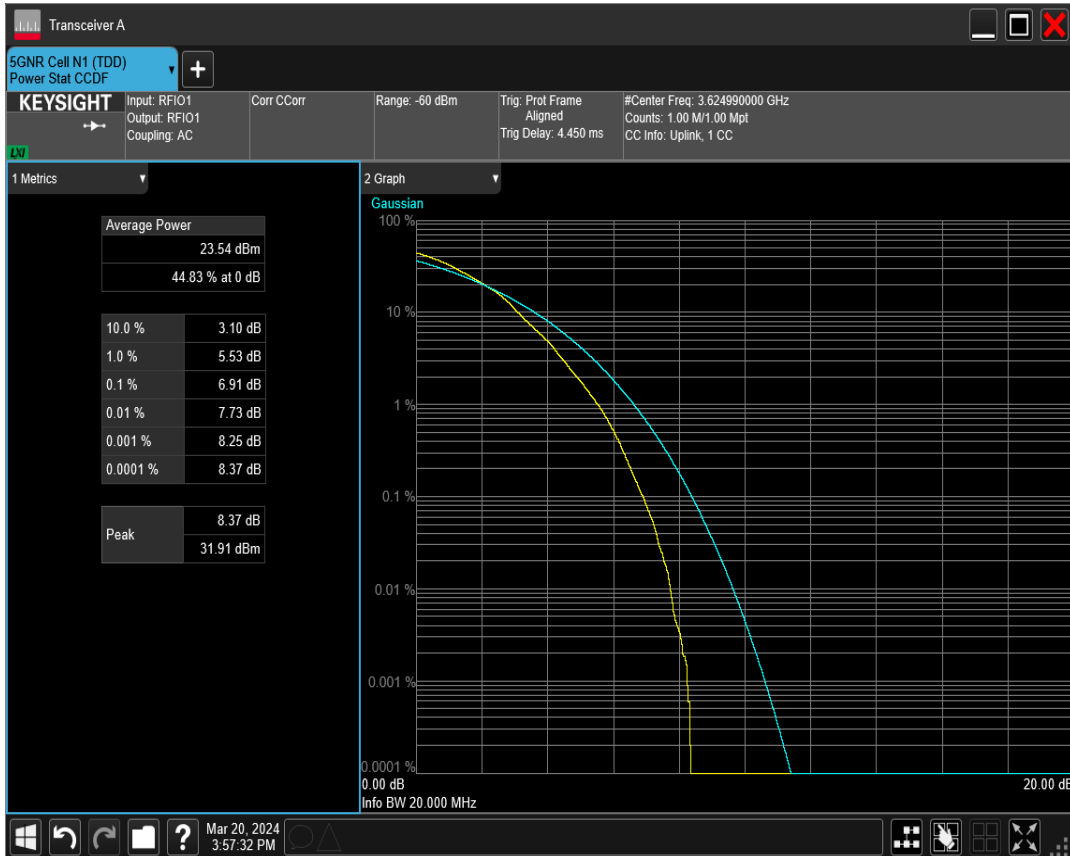 Transceiver A
5GNR Cell N1 (TDD)
Power Stat CCDF
+
KEYSIGHT
LXI
Input: RFIO1
Output: RFIO1
Coupling: AC
Corr CCorr
Range: -60 dBm
Trig: Prot Frame
Aligned
Trig Delay: 4.450 ms
#Center Freq: 3.624990000 GHz
Counts: 1.00 M/1.00 Mpt
CC Info: Uplink, 1 CC
1 Metrics
Average Power
23.54 dBm
44.83 % at 0 dB
10.0 % 3.10 dB
1.0 % 5.53 dB
0.1 % 6.91 dB
0.01 % 7.73 dB
0.001 % 8.25 dB
0.0001 % 8.37 dB
Peak
8.37 dB
31.91 dBm
2 Graph
Gaussian
100 %
10 %
1 %
0.1 %
0.01 %
0.001 %
0.0001 %
0.00 dB 20.00 dB
Info BW 20.000 MHz
?
Mar 20, 2024
3:57:32 PM